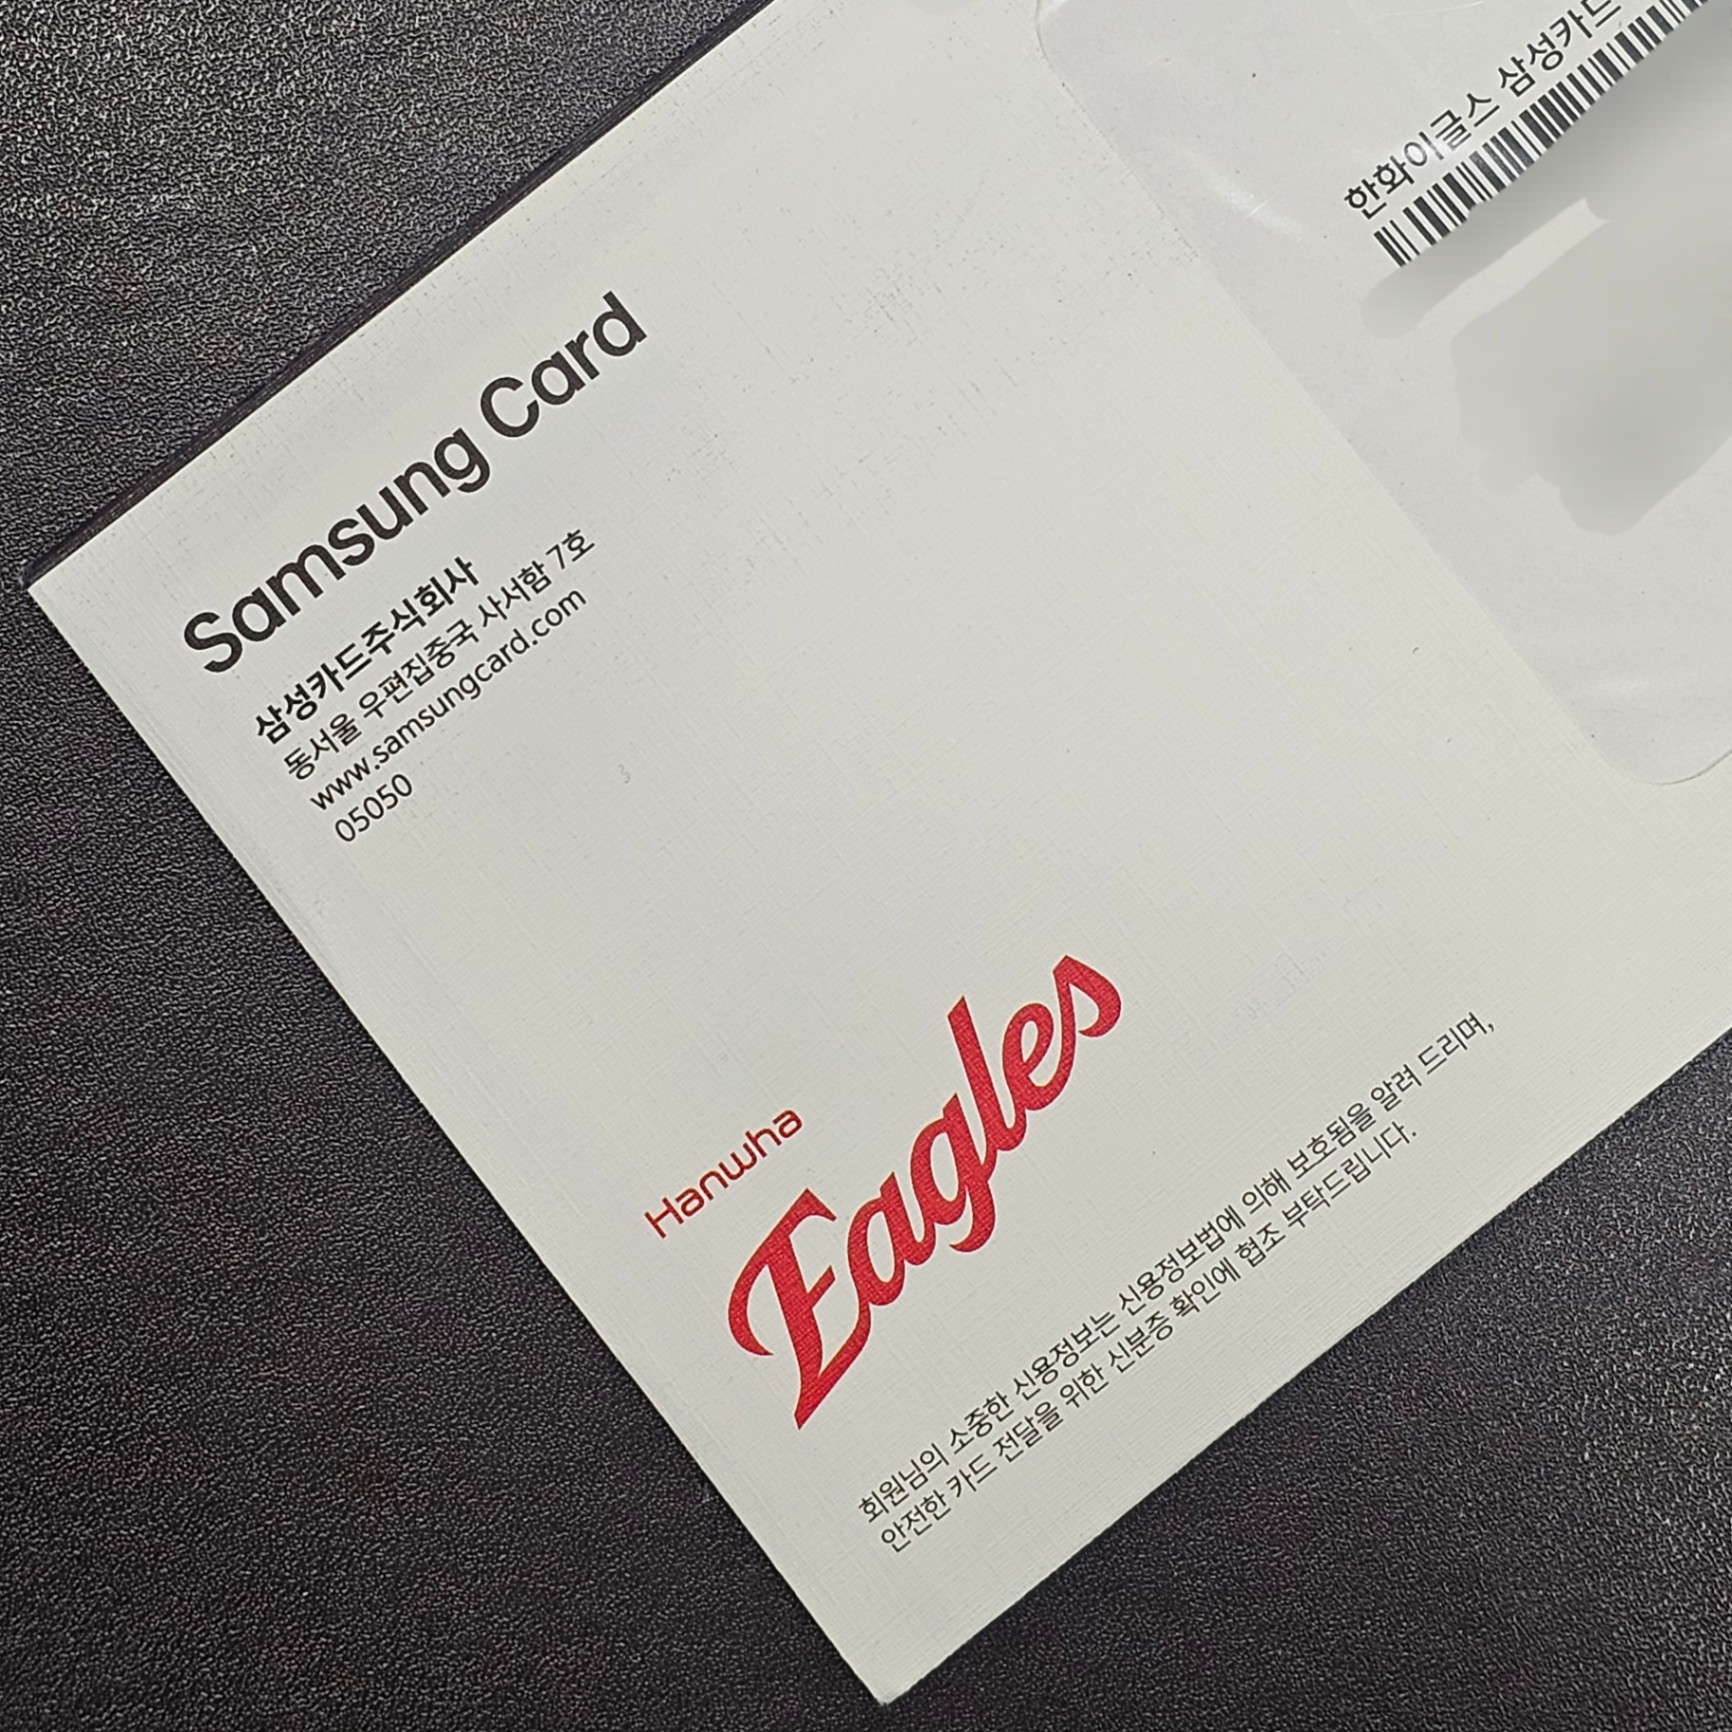 Samsung Card
삼성카드주식회사
동서울 우편집중국 사서함 7호
www.samsungcard.com
05050
한화이글스 삼성카드
Hanwha
Eagles
회원님의 소중한 신용정보는 신용정보법에 의해 보호됨을 알려 드리며,
안전한 카드 전달을 위한 신분증 확인에 협조 부탁드립니다.